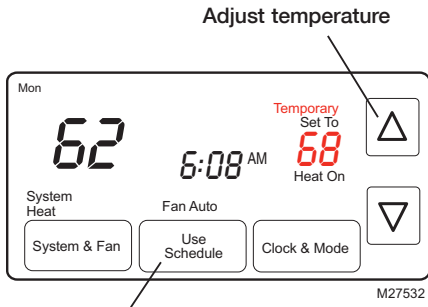 Adjust temperature
Mon
Temporary
Set To
62
6:08 AM
68
Heat On
System
Heat
Fan Auto
System & Fan
Use
Schedule
Clock & Mode
M27532